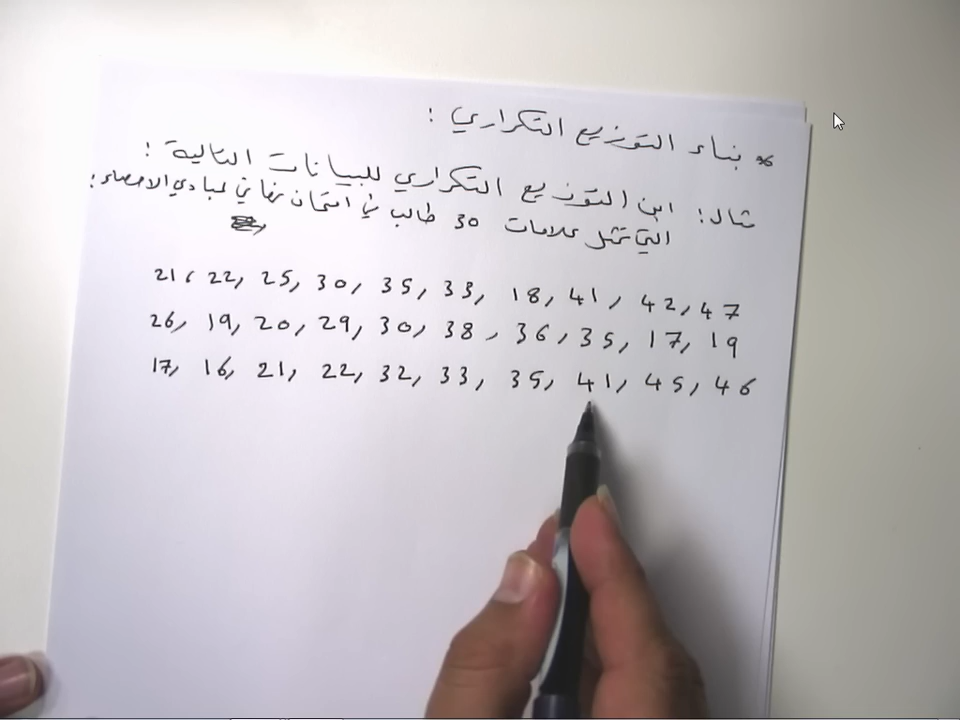 * بناء التوزيع التكراري :
مثال : ابن التوزيع التكراري للبيانات التالية :
التي تمثل علامات 30 طالب في امتحان نهائي لمبادئ الاحصاء :
21، 22, 25, 30, 35, 33, 18, 41, 42, 47
26, 19, 20, 29, 30, 38, 36, 35, 17, 19
17, 16, 21, 22, 32, 33, 35, 41, 45, 46